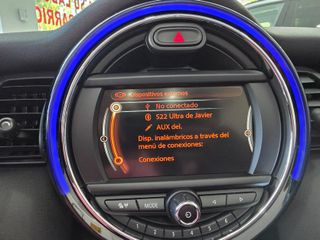 Dispositivos externos
No conectado
S22 Ultra de Javier
AUX del.
Disp. inalámbricos a través del
menú de conexiones:
Conexiones
MODE